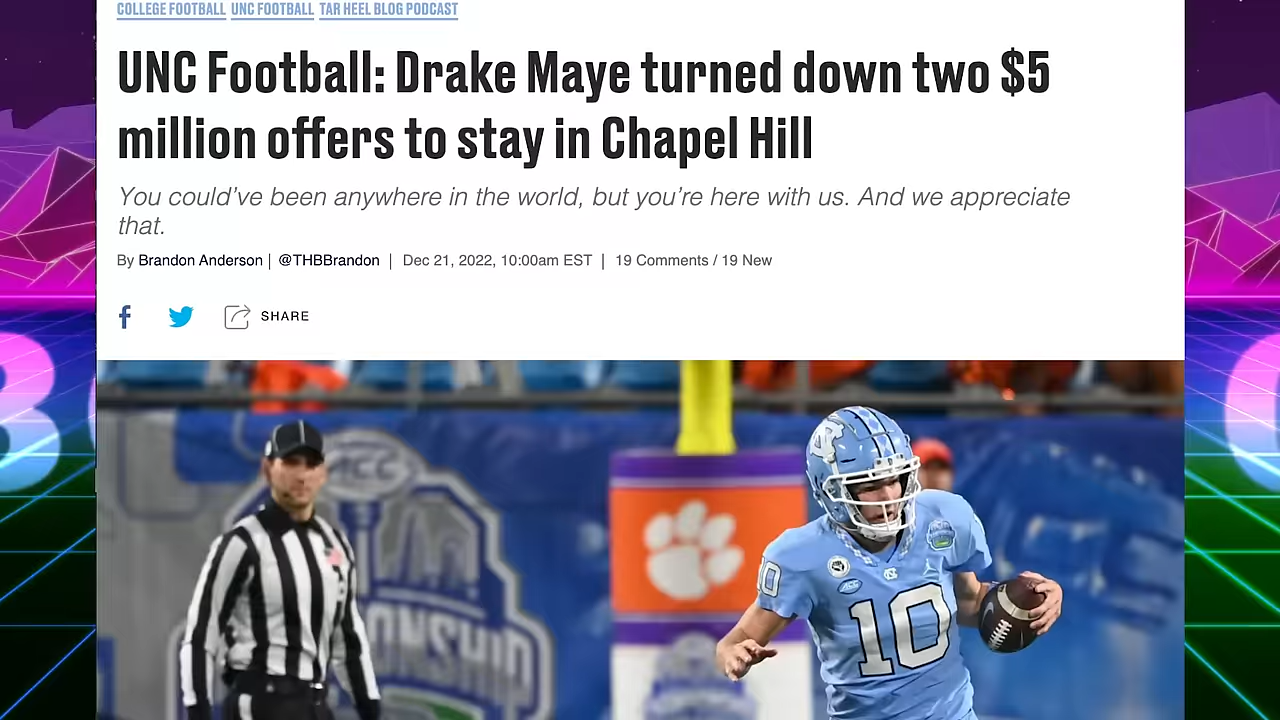 COLLEGE FOOTBALL UNC FOOTBALL TAR HEEL BLOG PODCAST
UNC Football: Drake Maye turned down two $5
million offers to stay in Chapel Hill
You could’ve been anywhere in the world, but you’re here with us. And we appreciate
that.
By Brandon Anderson | @THBBrandon | Dec 21, 2022, 10:00am EST | 19 Comments / 19 New
SHARE
ACC
10
10